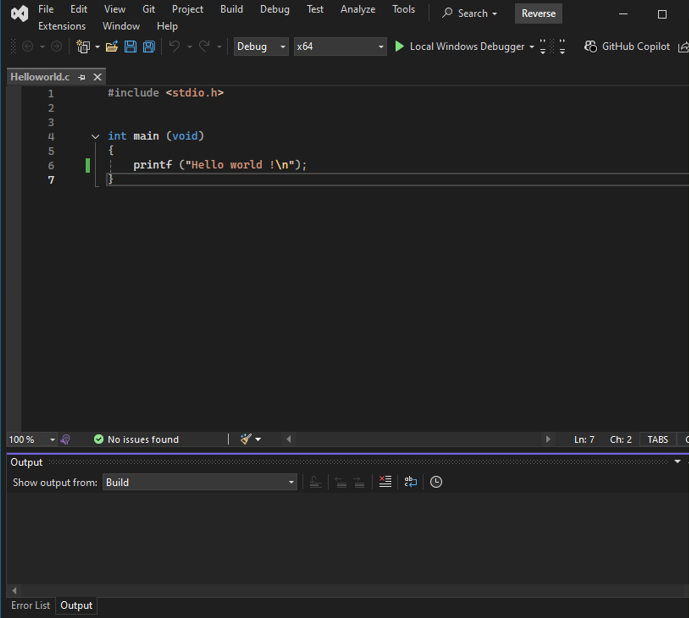 File Edit View Git Project Build Debug Test Analyze Tools Search Reverse
Extensions Window Help
Debug x64 Local Windows Debugger GitHub Copilot
Helloworld.c
1 #include <stdio.h>
2
3
4 int main (void)
5 {
6 printf ("Hello world !\n");
7 }
100 % No issues found Ln: 7 Ch: 2 TABS
Output
Show output from: Build
Error List Output